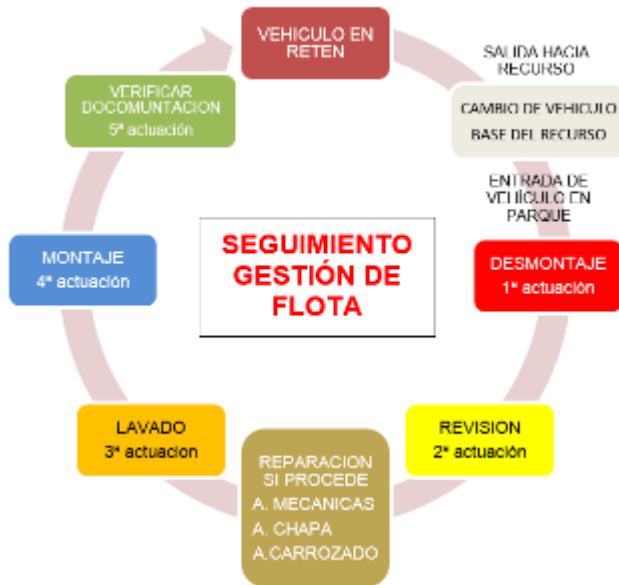 VEHICULO EN
RETEN
SALIDA HACIA
RECURSO
CAMBIO DE VEHICULO
BASE DEL RECURSO
ENTRADA DE
VEHÍCULO EN
PARQUE
DESMONTAJE
1ª actuación
REVISION
2ª actuación
REPARACION
SI PROCEDE
A. MECANICAS
A. CHAPA
A.CARROZADO
LAVADO
3ª actuacion
MONTAJE
4ª actuación
VERIFICAR
DOCOMUNTACION
5ª actuación
SEGUIMIENTO
GESTIÓN DE
FLOTA